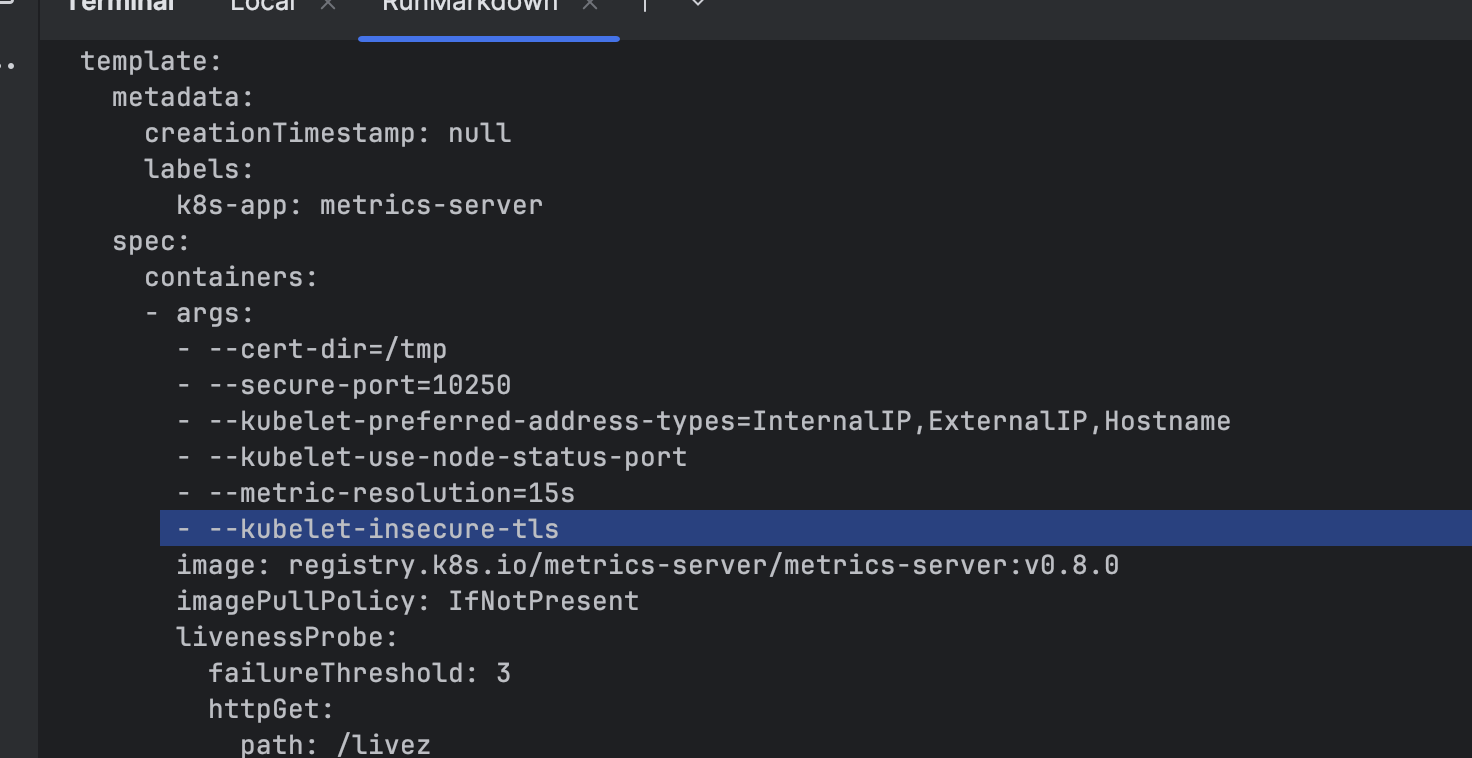 Terminal Local × RunMarkdown ×
template:
  metadata:
    creationTimestamp: null
    labels:
      k8s-app: metrics-server
  spec:
    containers:
    - args:
      - --cert-dir=/tmp
      - --secure-port=10250
      - --kubelet-preferred-address-types=InternalIP,ExternalIP,Hostname
      - --kubelet-use-node-status-port
      - --metric-resolution=15s
      - --kubelet-insecure-tls
      image: registry.k8s.io/metrics-server/metrics-server:v0.8.0
      imagePullPolicy: IfNotPresent
      livenessProbe:
        failureThreshold: 3
        httpGet:
          path: /livez